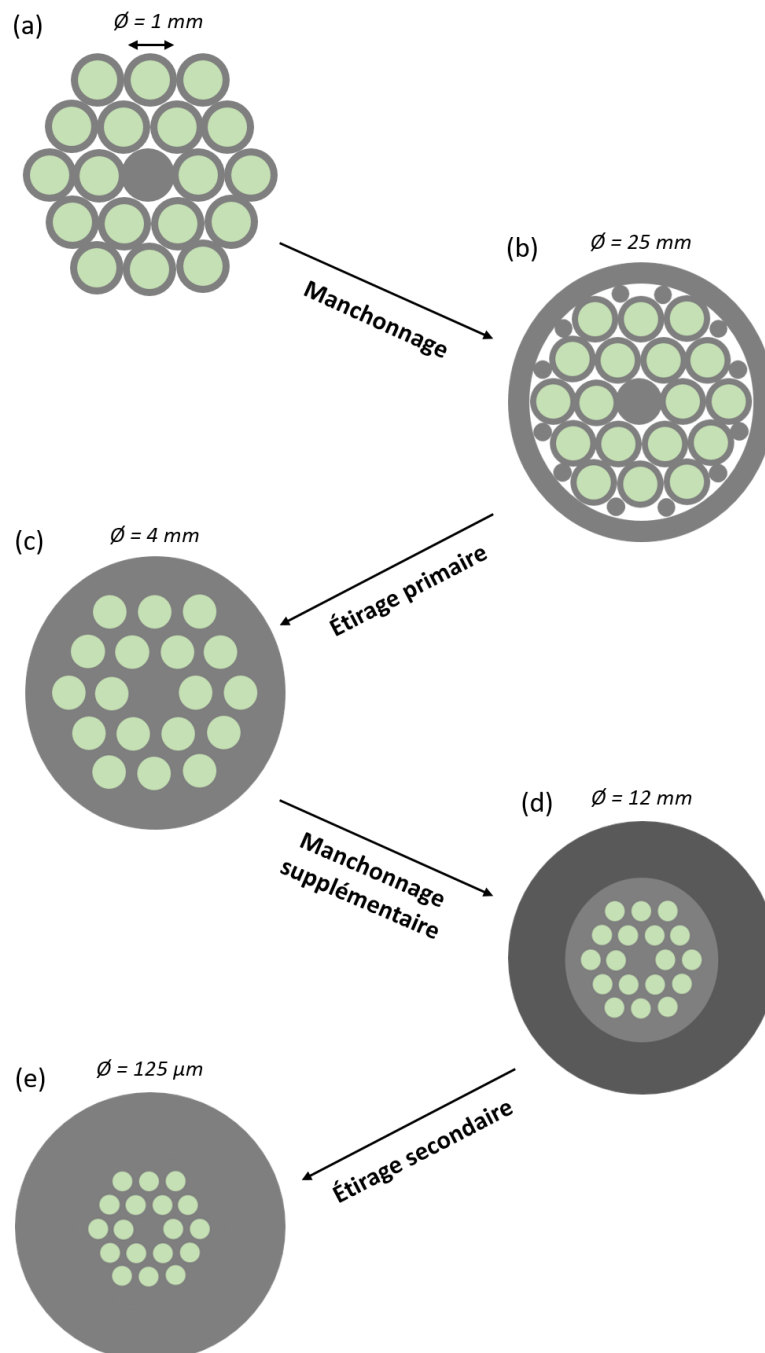 (a)
Ø = 1 mm
Manchonnage
(b)
Ø = 25 mm
Étirage primaire
(c)
Ø = 4 mm
Manchonnage
supplémentaire
(d)
Ø = 12 mm
Étirage secondaire
(e)
Ø = 125 µm